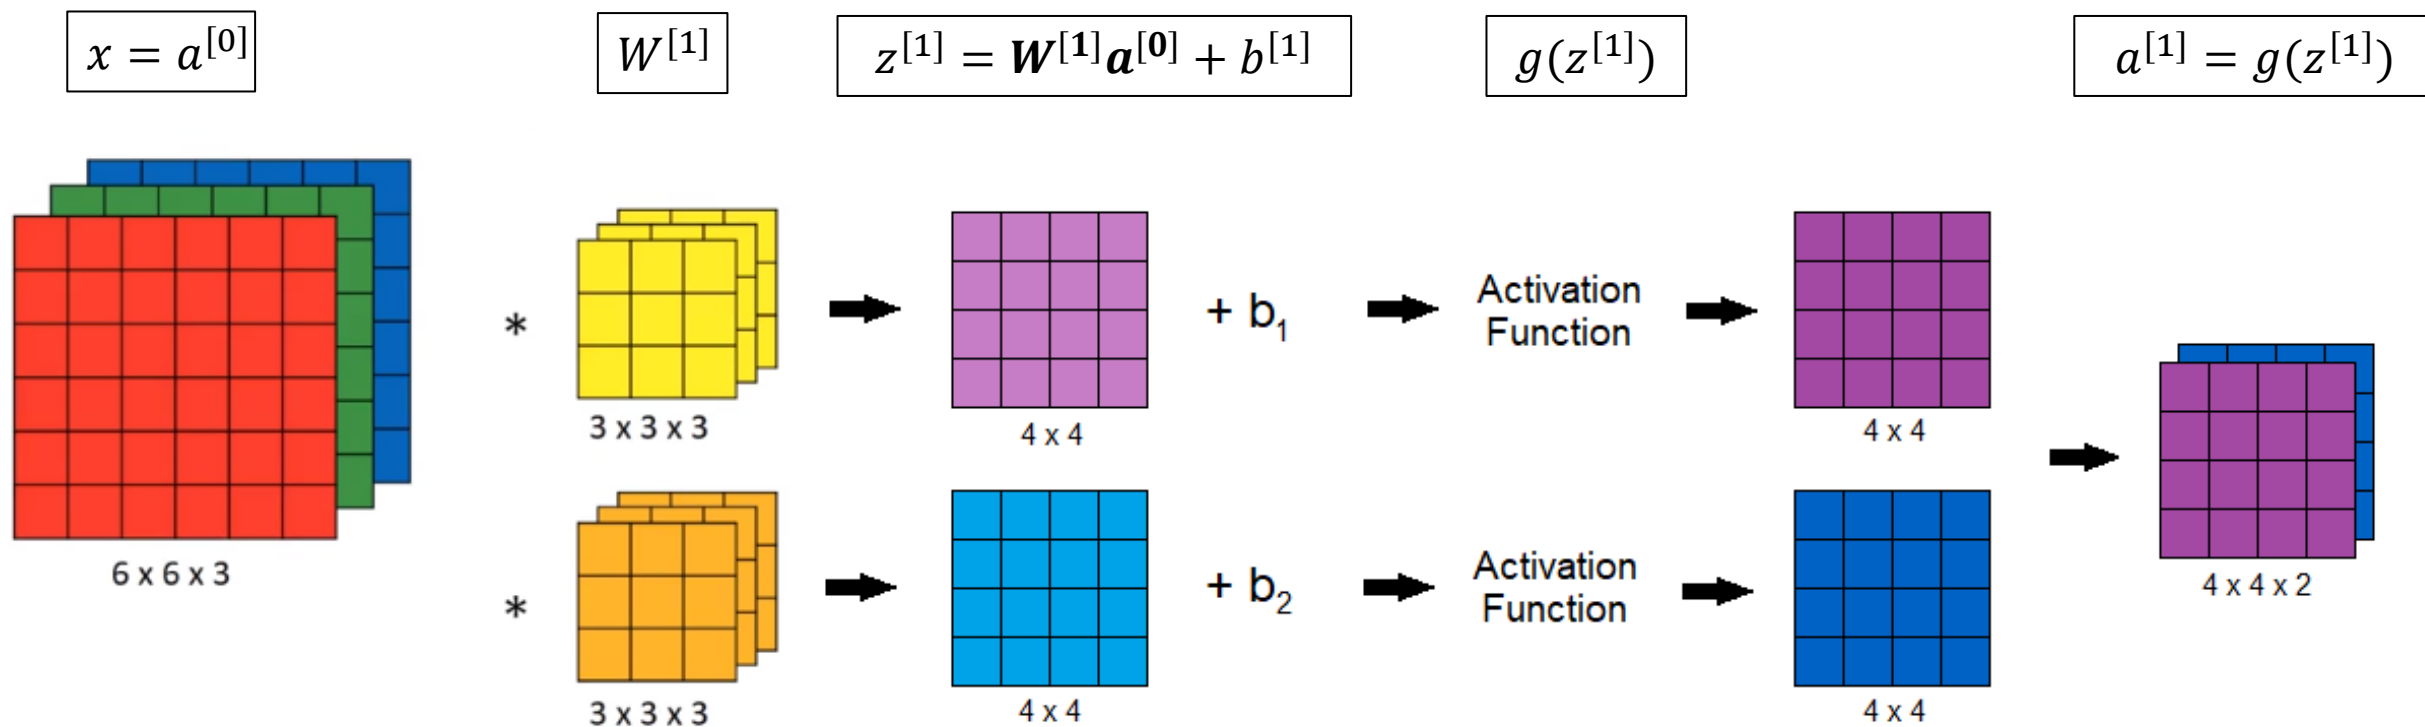 x = a^[0]
W^[1]
z^[1] = W^[1]a^[0] + b^[1]
g(z^[1])
a^[1] = g(z^[1])
6 x 6 x 3
*
3 x 3 x 3
4 x 4
+ b₁
Activation
Function
4 x 4
*
3 x 3 x 3
4 x 4
+ b₂
Activation
Function
4 x 4
4 x 4 x 2